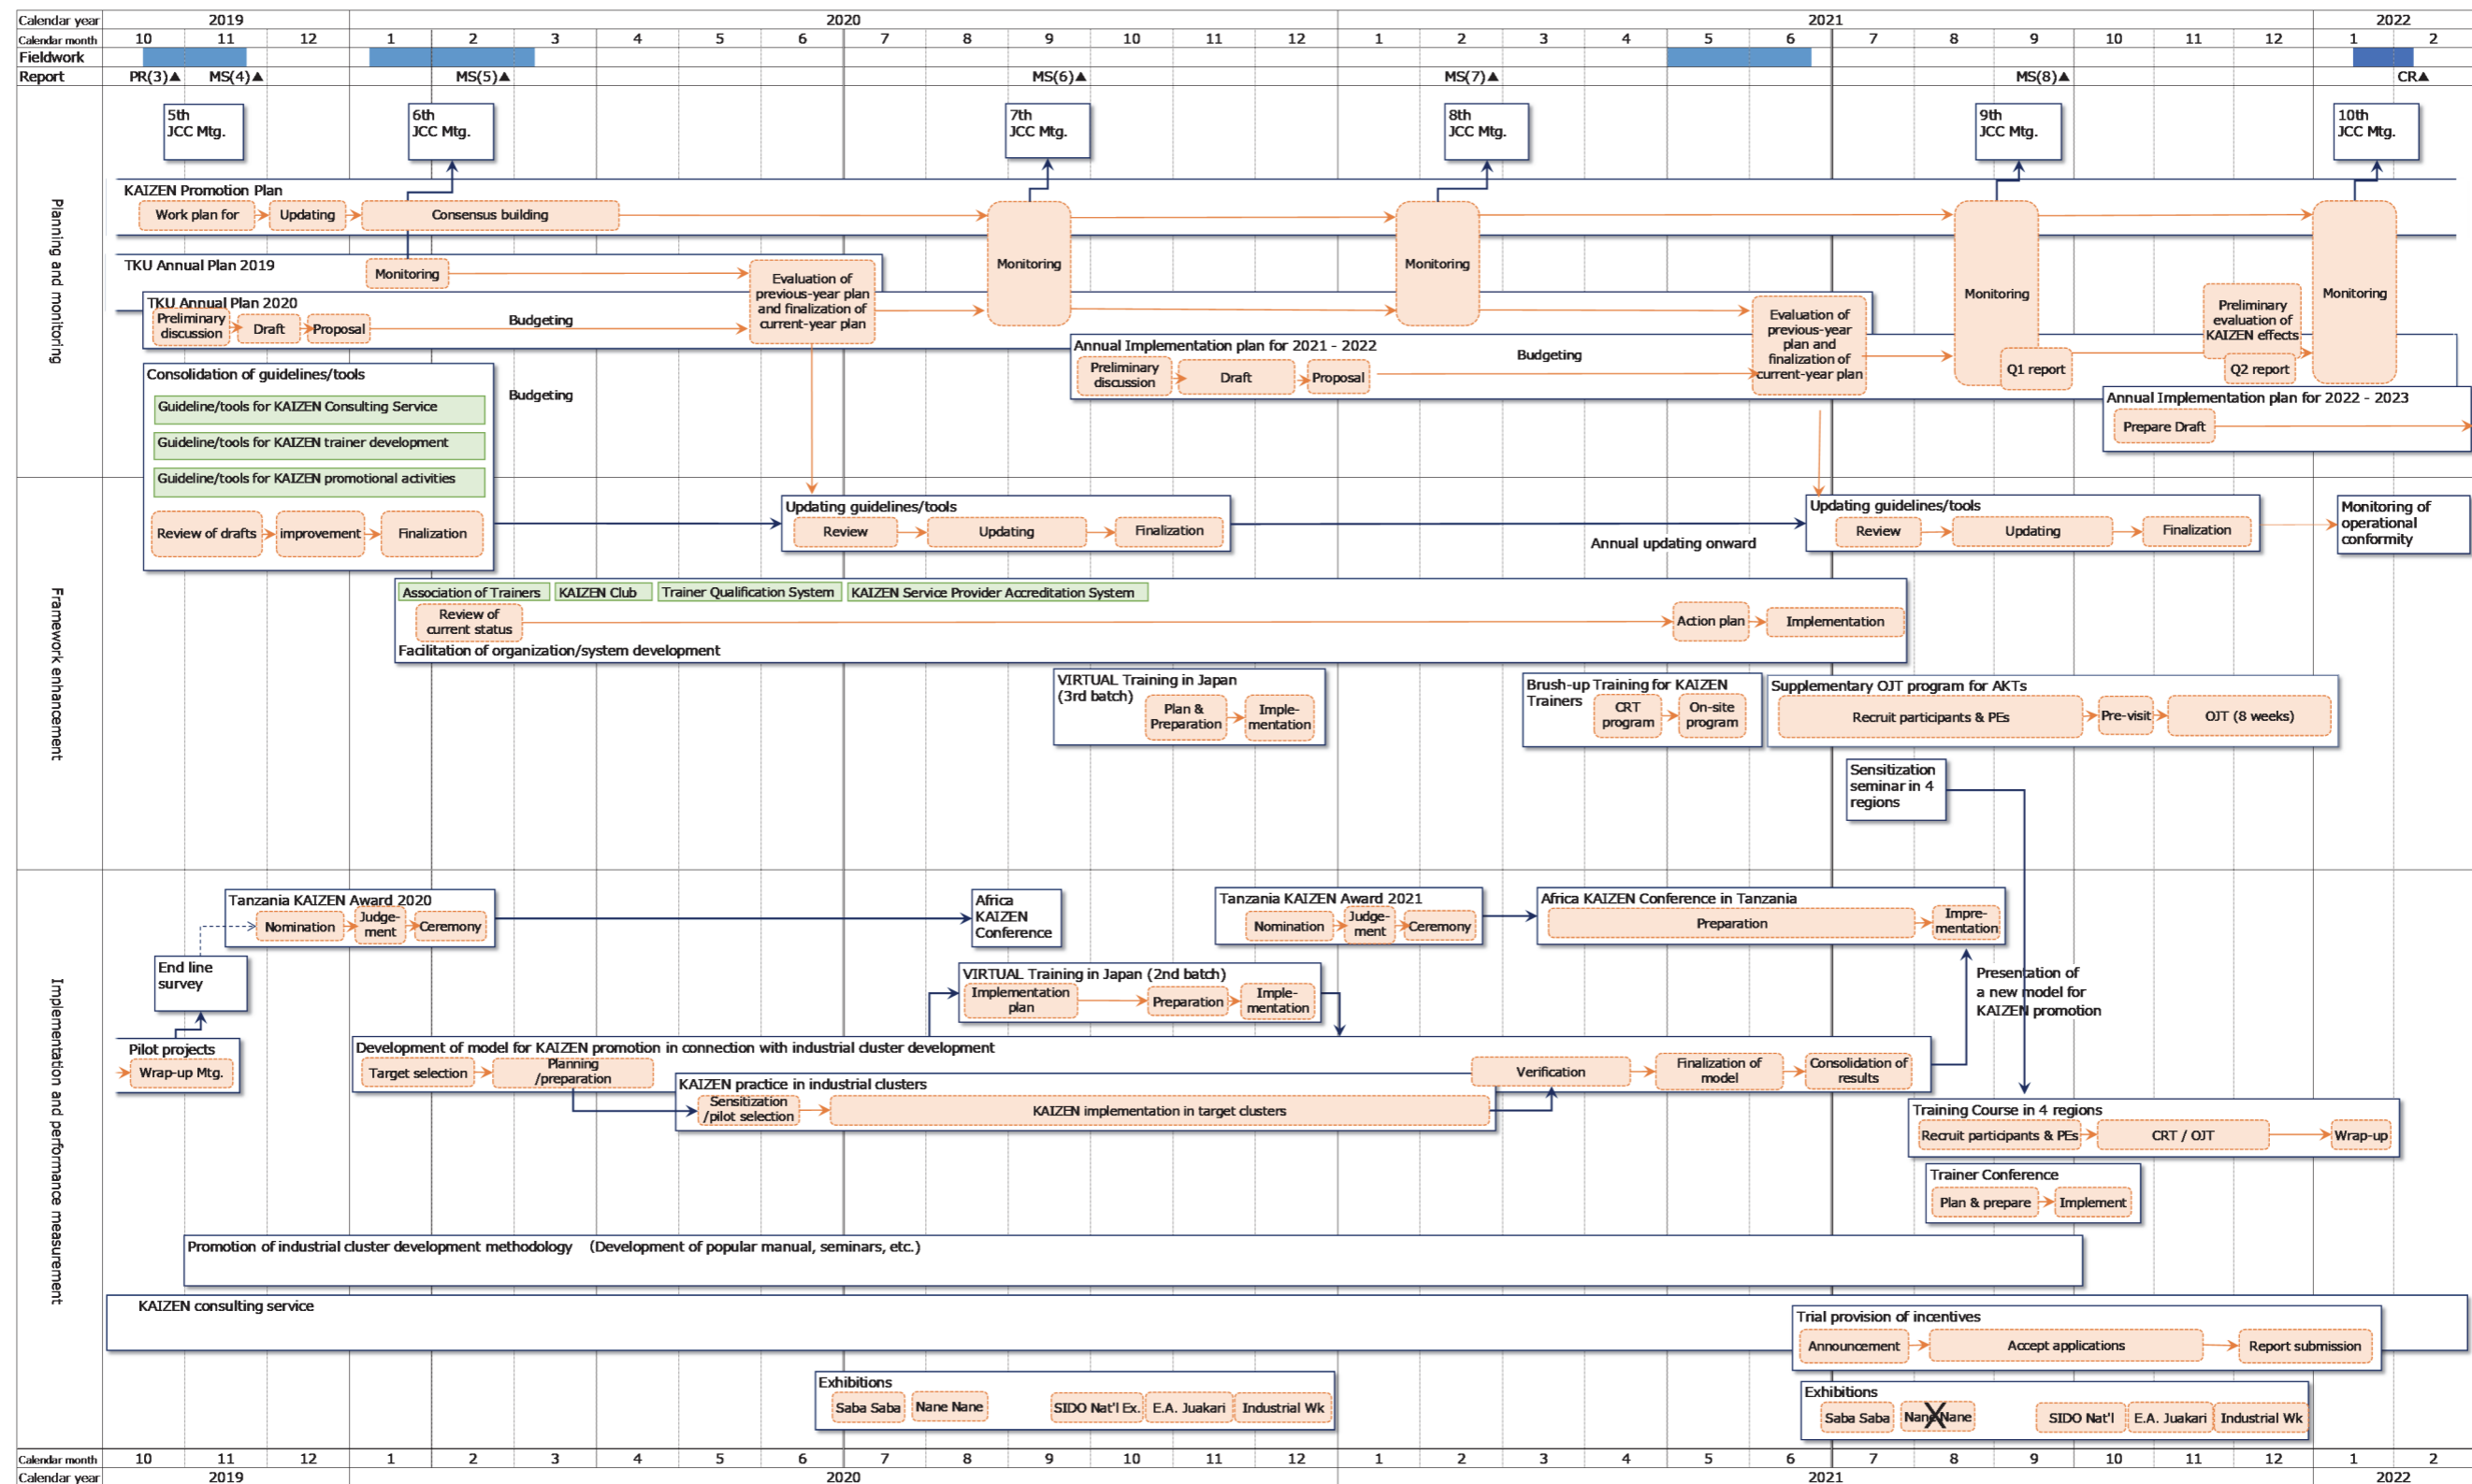 Calendar year 2019 2020 2021 2022
Calendar month 10 11 12 1 2 3 4 5 6 7 8 9 10 11 12 1 2 3 4 5 6 7 8 9 10 11 12 1 2
Fieldwork
Report PR(3)▲ MS(4)▲ MS(5)▲ MS(6)▲ MS(7)▲ MS(8)▲ CR▲
Planning and monitoring
5th
JCC Mtg.
6th
JCC Mtg.
7th
JCC Mtg.
8th
JCC Mtg.
9th
JCC Mtg.
10th
JCC Mtg.
KAIZEN Promotion Plan
Work plan for
Updating
Consensus building
Monitoring
Monitoring
Monitoring
Monitoring
TKU Annual Plan 2019
Monitoring
Evaluation of
previous-year plan
and finalization of
current-year plan
TKU Annual Plan 2020
Preliminary
discussion
Draft
Proposal
Budgeting
Evaluation of
previous-year
plan and
finalization of
current-year plan
Preliminary
evaluation of
KAIZEN effects
Annual Implementation plan for 2021 - 2022
Preliminary
discussion
Draft
Proposal
Budgeting
Q1 report
Q2 report
Annual Implementation plan for 2022 - 2023
Prepare Draft
Consolidation of guidelines/tools
Budgeting
Guideline/tools for KAIZEN Consulting Service
Guideline/tools for KAIZEN trainer development
Guideline/tools for KAIZEN promotional activities
Review of drafts
improvement
Finalization
Framework enhancement
Updating guidelines/tools
Review
Updating
Finalization
Annual updating onward
Updating guidelines/tools
Review
Updating
Finalization
Monitoring of
operational
conformity
Association of Trainers
KAIZEN Club
Trainer Qualification System
KAIZEN Service Provider Accreditation System
Review of
current status
Action plan
Implementation
Facilitation of organization/system development
VIRTUAL Training in Japan
(3rd batch)
Plan &
Preparation
Imple-
mentation
Brush-up Training for KAIZEN
Trainers
CRT
program
On-site
program
Supplementary OJT program for AKTs
Recruit participants & PEs
Pre-visit
OJT (8 weeks)
Sensitization
seminar in 4
regions
Implementation and performance measurement
Tanzania KAIZEN Award 2020
Nomination
Judge-
ment
Ceremony
Africa
KAIZEN
Conference
Tanzania KAIZEN Award 2021
Nomination
Judge-
ment
Ceremony
Africa KAIZEN Conference in Tanzania
Preparation
Impre-
mentation
End line
survey
VIRTUAL Training in Japan (2nd batch)
Implementation
plan
Preparation
Imple-
mentation
Presentation of
a new model for
KAIZEN promotion
Pilot projects
Wrap-up Mtg.
Development of model for KAIZEN promotion in connection with industrial cluster development
Target selection
Planning
/preparation
Verification
Finalization of
model
Consolidation of
results
KAIZEN practice in industrial clusters
Sensitization
/pilot selection
KAIZEN implementation in target clusters
Training Course in 4 regions
Recruit participants & PEs
CRT / OJT
Wrap-up
Trainer Conference
Plan & prepare
Implement
Promotion of industrial cluster development methodology (Development of popular manual, seminars, etc.)
KAIZEN consulting service
Trial provision of incentives
Announcement
Accept applications
Report submission
Exhibitions
Saba Saba
Nane Nane
SIDO Nat'l Ex.
E.A. Juakari
Industrial Wk
Exhibitions
Saba Saba
Nane Nane
X
SIDO Nat'l
E.A. Juakari
Industrial Wk
Calendar month 10 11 12 1 2 3 4 5 6 7 8 9 10 11 12 1 2 3 4 5 6 7 8 9 10 11 12 1 2
Calendar year 2019 2020 2021 2022